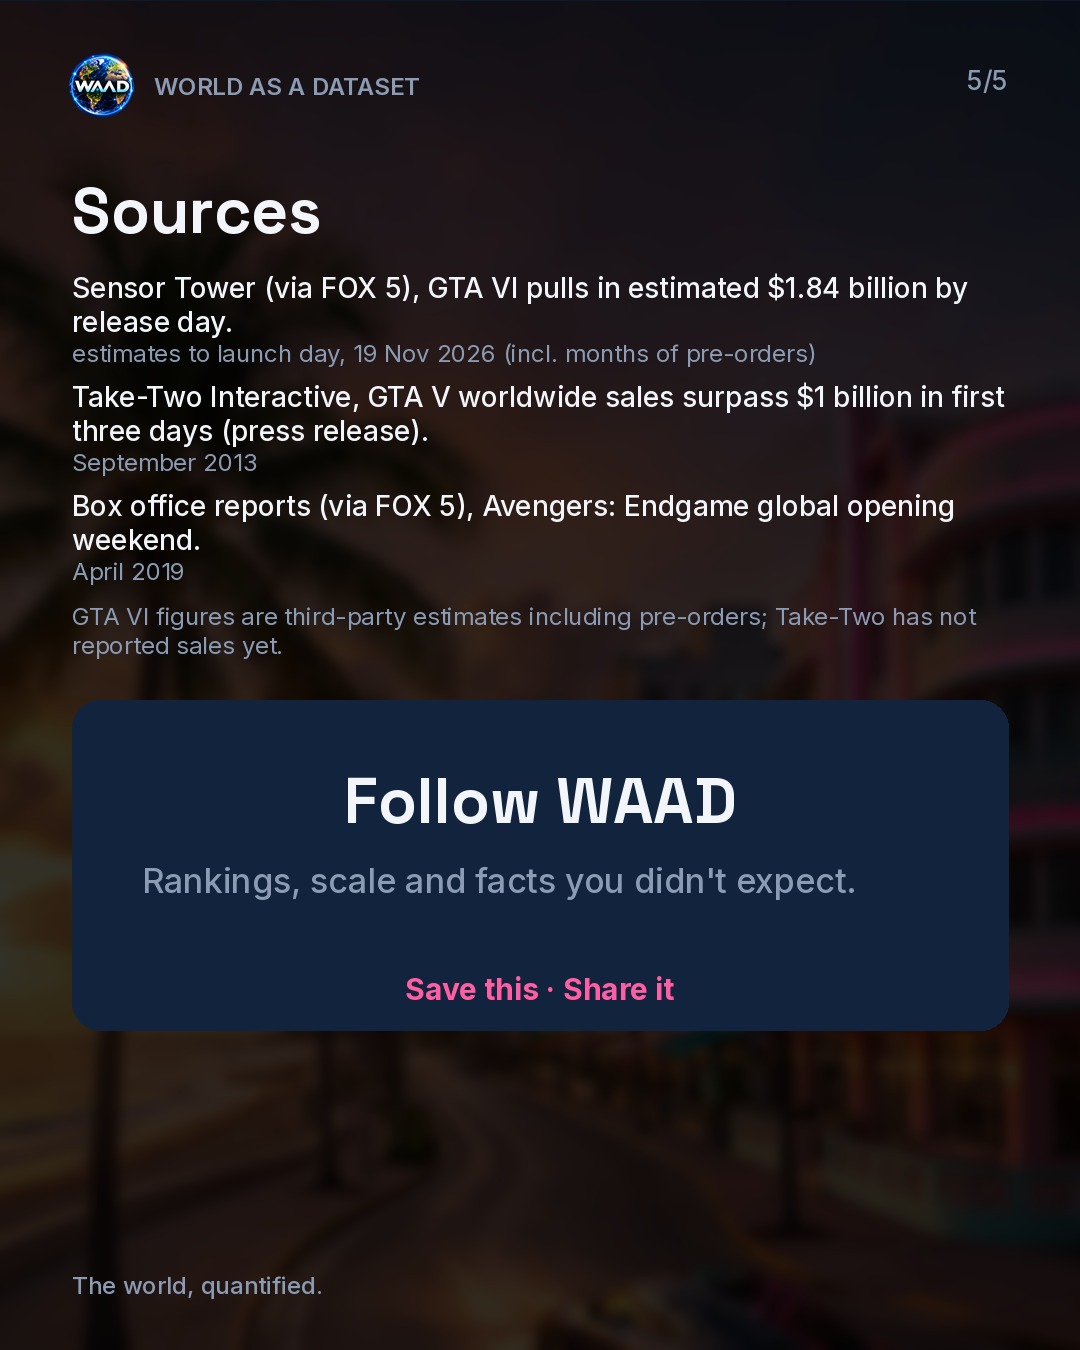 WAAD
WORLD AS A DATASET
5/5
Sources
Sensor Tower (via FOX 5), GTA VI pulls in estimated $1.84 billion by
release day.
estimates to launch day, 19 Nov 2026 (incl. months of pre-orders)
Take-Two Interactive, GTA V worldwide sales surpass $1 billion in first
three days (press release).
September 2013
Box office reports (via FOX 5), Avengers: Endgame global opening
weekend.
April 2019
GTA VI figures are third-party estimates including pre-orders; Take-Two has not
reported sales yet.
Follow WAAD
Rankings, scale and facts you didn't expect.
Save this · Share it
The world, quantified.